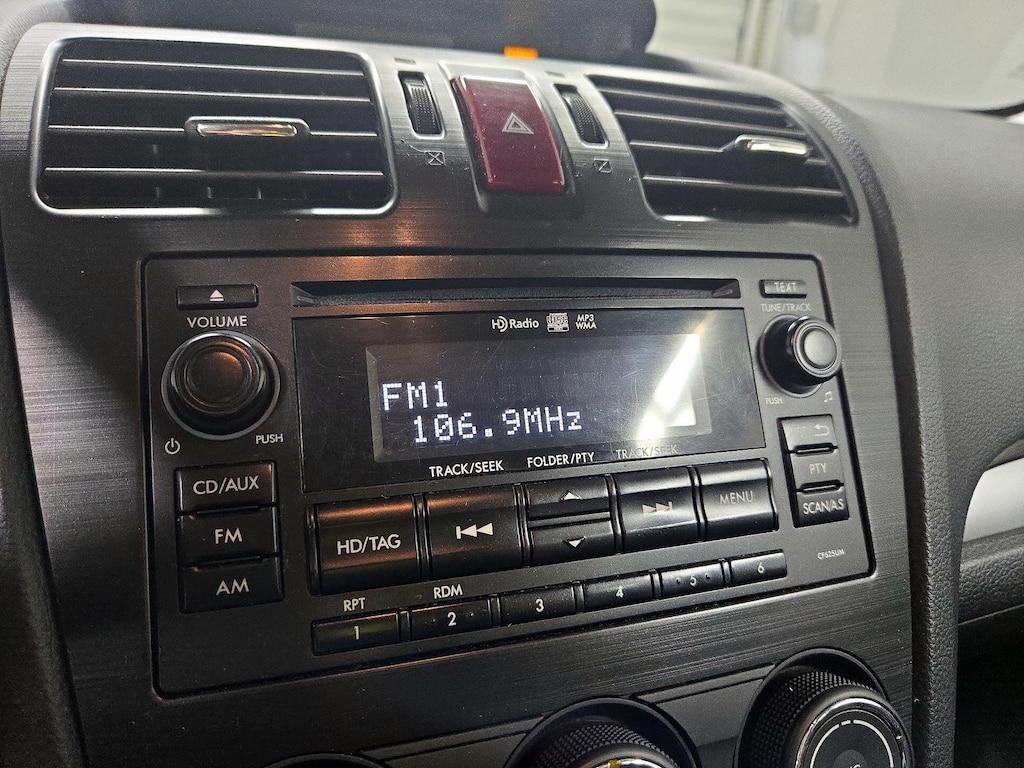 HD Radio
MP3
WMA
TEXT
VOLUME
TUNE/TRACK
FM1
106.9MHz
PUSH
PUSH
TRACK/SEEK
FOLDER/PTY
TRACK/SEEK
CD/AUX
FM
AM
HD/TAG
MENU
PTY
SCAN/AS
CF625UM
RPT
RDM
1
2
3
4
5
6